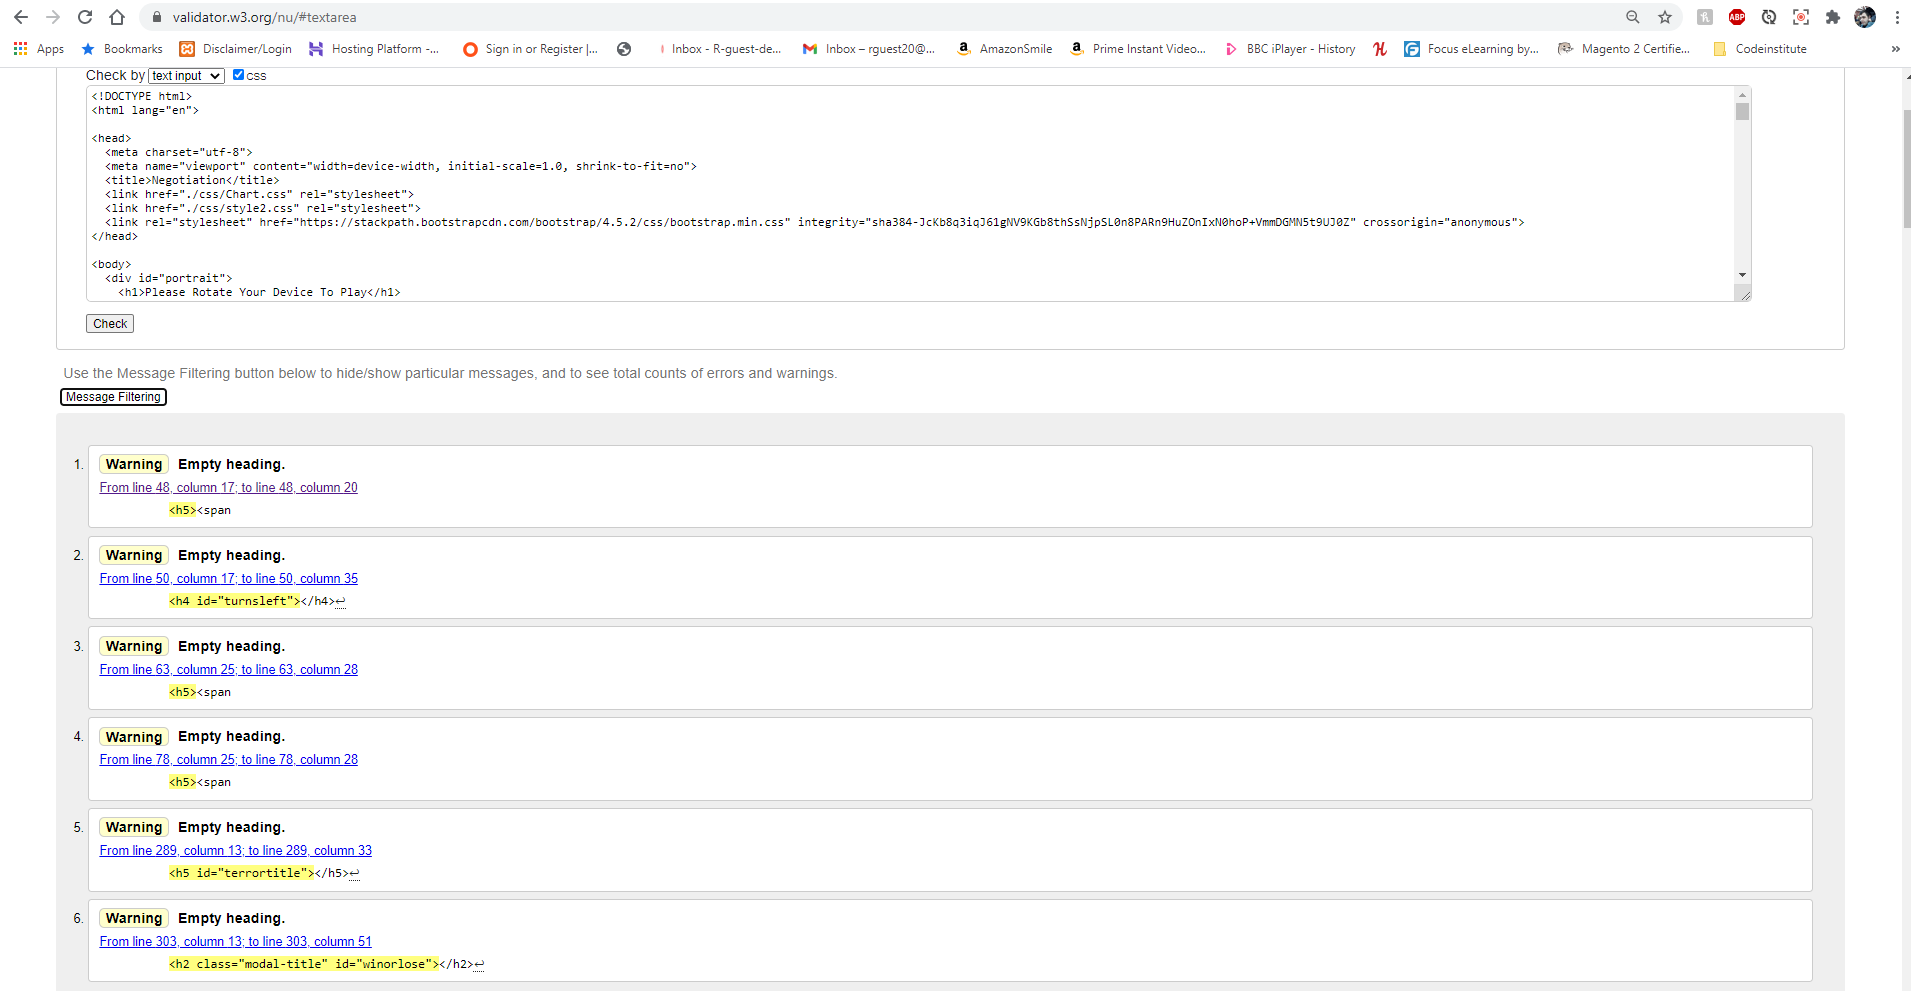 validator.w3.org/nu/#textarea
ABP
Apps Bookmarks Disclaimer/Login Hosting Platform -... Sign in or Register |... Inbox - R-guest-de... Inbox – rguest20@... AmazonSmile Prime Instant Video... BBC iPlayer - History Focus eLearning by... Magento 2 Certifie... Codeinstitute »
Check by text input css
<!DOCTYPE html>
<html lang="en">
<head>
<meta charset="utf-8">
<meta name="viewport" content="width=device-width, initial-scale=1.0, shrink-to-fit=no">
<title>Negotiation</title>
<link href="./css/Chart.css" rel="stylesheet">
<link href="./css/style2.css" rel="stylesheet">
<link rel="stylesheet" href="https://stackpath.bootstrapcdn.com/bootstrap/4.5.2/css/bootstrap.min.css" integrity="sha384-JcKb8q3iqJ61gNV9KGb8thSsNjpSL0n8PARn9HuZOnIxN0hoP+VmmDGMN5t9UJ0Z" crossorigin="anonymous">
</head>
<body>
<div id="portrait">
<h1>Please Rotate Your Device To Play</h1>
Check
Use the Message Filtering button below to hide/show particular messages, and to see total counts of errors and warnings.
Message Filtering
1. Warning Empty heading.
From line 48, column 17; to line 48, column 20
<h5><span
2. Warning Empty heading.
From line 50, column 17; to line 50, column 35
<h4 id="turnsleft"></h4>↩
3. Warning Empty heading.
From line 63, column 25; to line 63, column 28
<h5><span
4. Warning Empty heading.
From line 78, column 25; to line 78, column 28
<h5><span
5. Warning Empty heading.
From line 289, column 13; to line 289, column 33
<h5 id="terrortitle"></h5>↩
6. Warning Empty heading.
From line 303, column 13; to line 303, column 51
<h2 class="modal-title" id="winorlose"></h2>↩